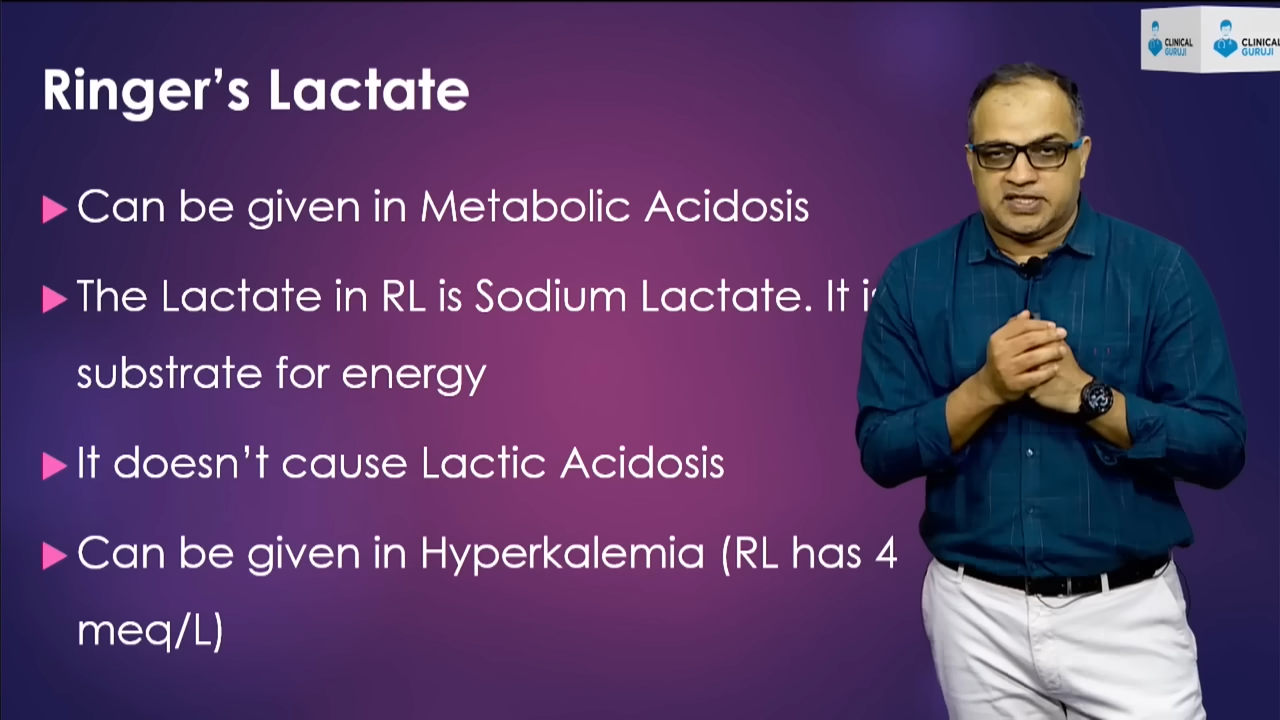 CLINICAL
GURUJI
CLINICAL
GURUJI
Ringer's Lactate
Can be given in Metabolic Acidosis
The Lactate in RL is Sodium Lactate. It
substrate for energy
It doesn't cause Lactic Acidosis
Can be given in Hyperkalemia (RL has 4
meq/L)